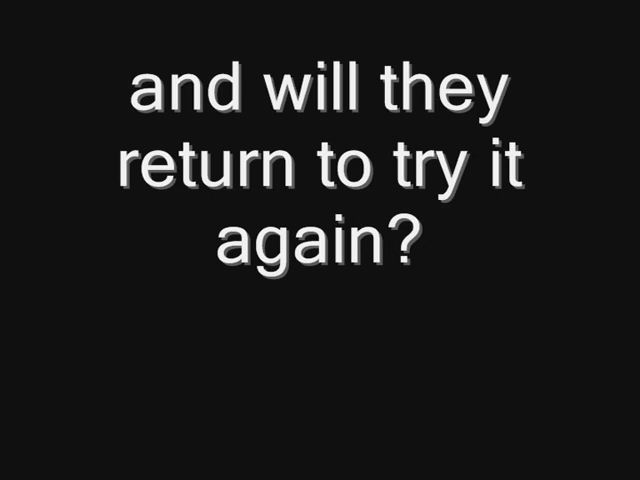 and will they
return to try it
again?